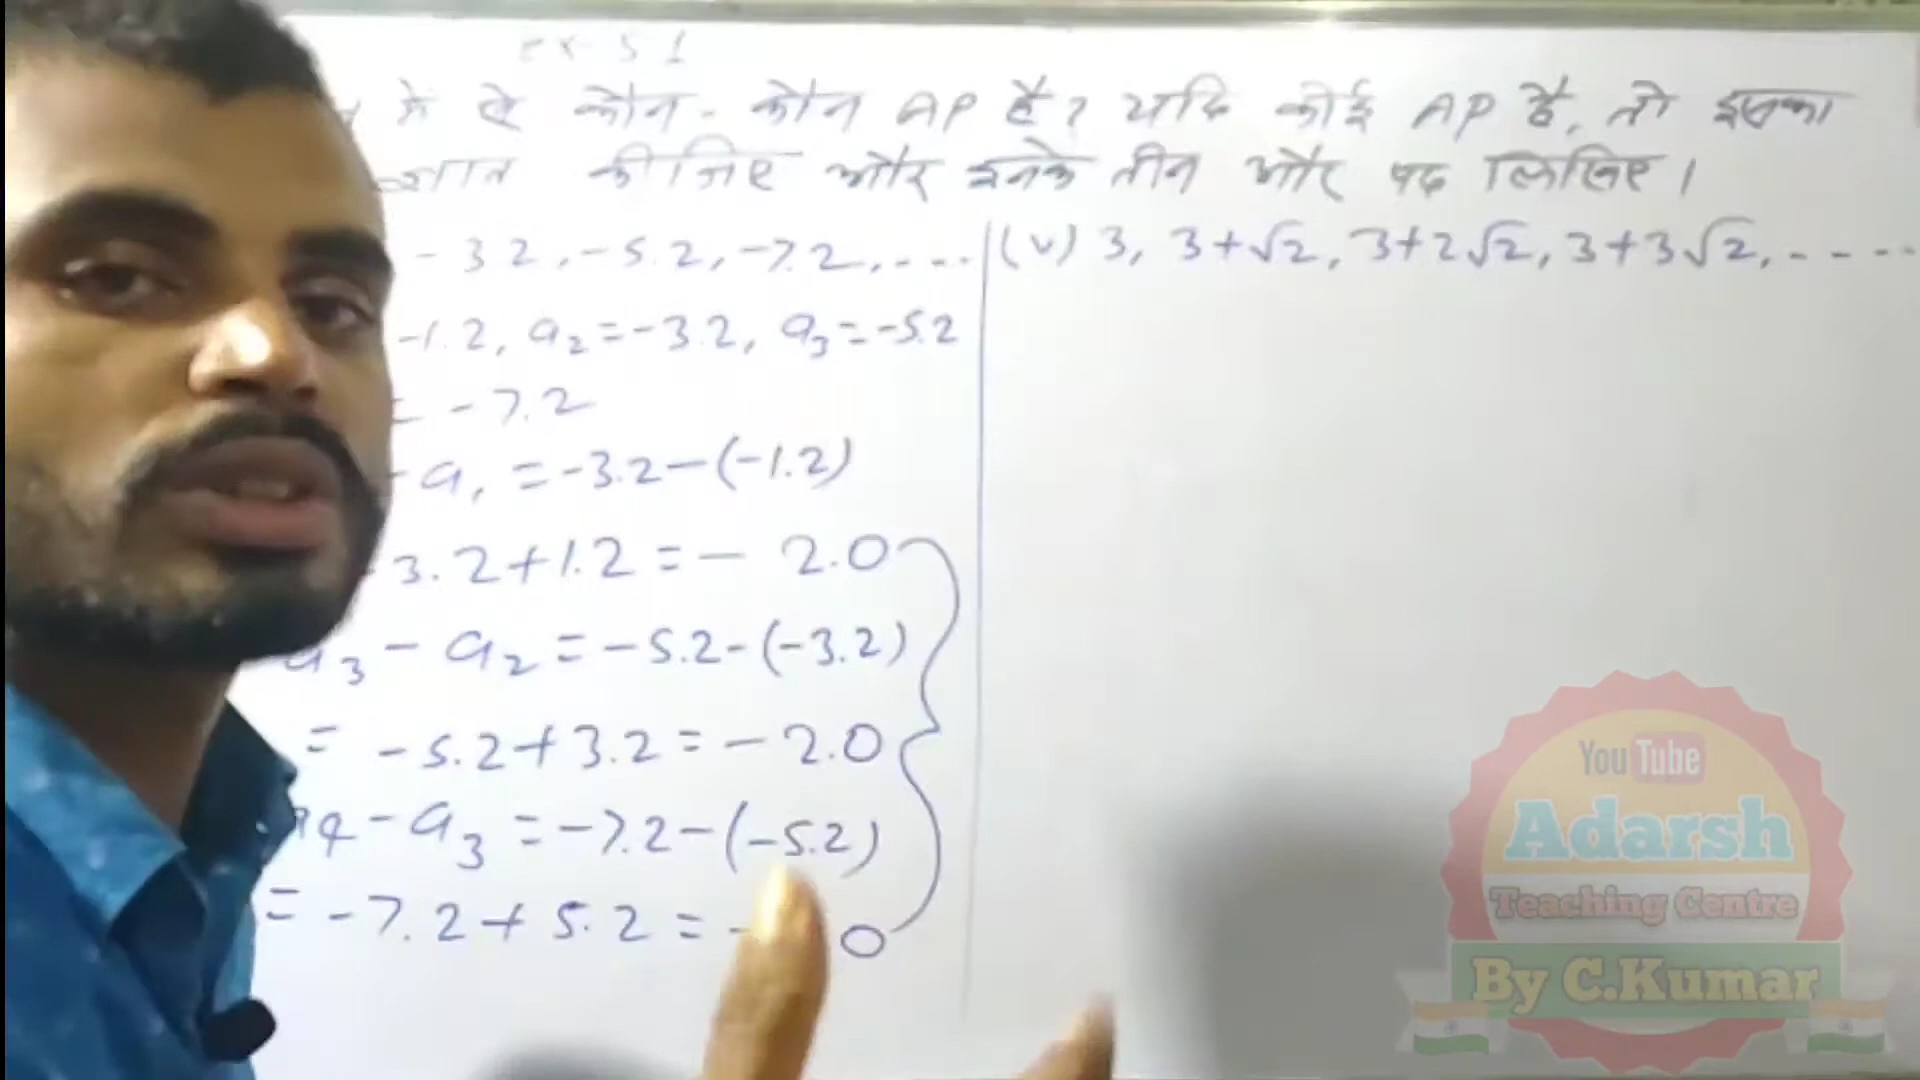 Ex 5.1
में से कौन-कौन AP है? यदि कोई AP है, तो इसका
ज्ञात कीजिए और इनके तीन और पद लिखिए।
-3.2, -5.2, -7.2, ....
-1.2, a2 = -3.2, a3 = -5.2
= -7.2
- a1 = -3.2-(-1.2)
3.2+1.2 = - 2.0
a3 - a2 = -5.2-(-3.2)
= -5.2+3.2 = -2.0
a4 - a3 = -7.2-(-5.2)
= -7.2+5.2 = - 0
(v) 3, 3+√2, 3+2√2, 3+3√2, .....
You Tube
Adarsh
Teaching Centre
By C.Kumar